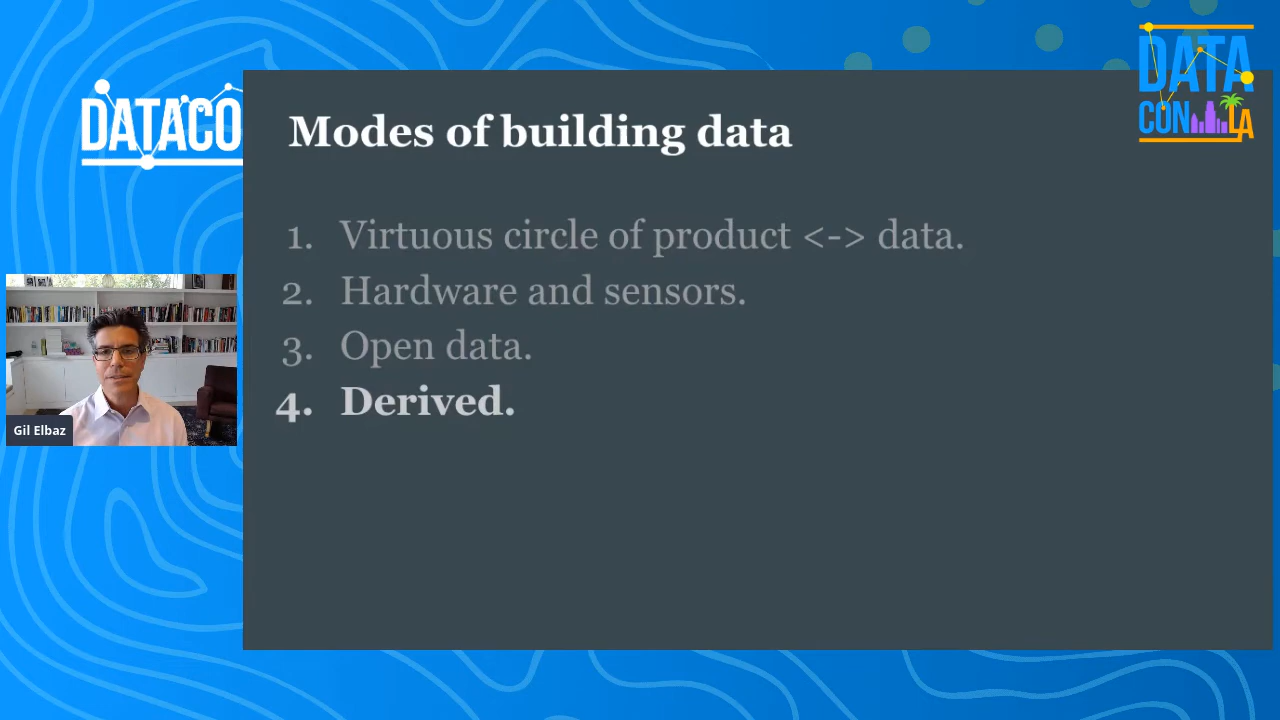 DATACO
DATA
CON LA
Modes of building data
1. Virtuous circle of product <-> data.
2. Hardware and sensors.
3. Open data.
4. Derived.
Gil Elbaz